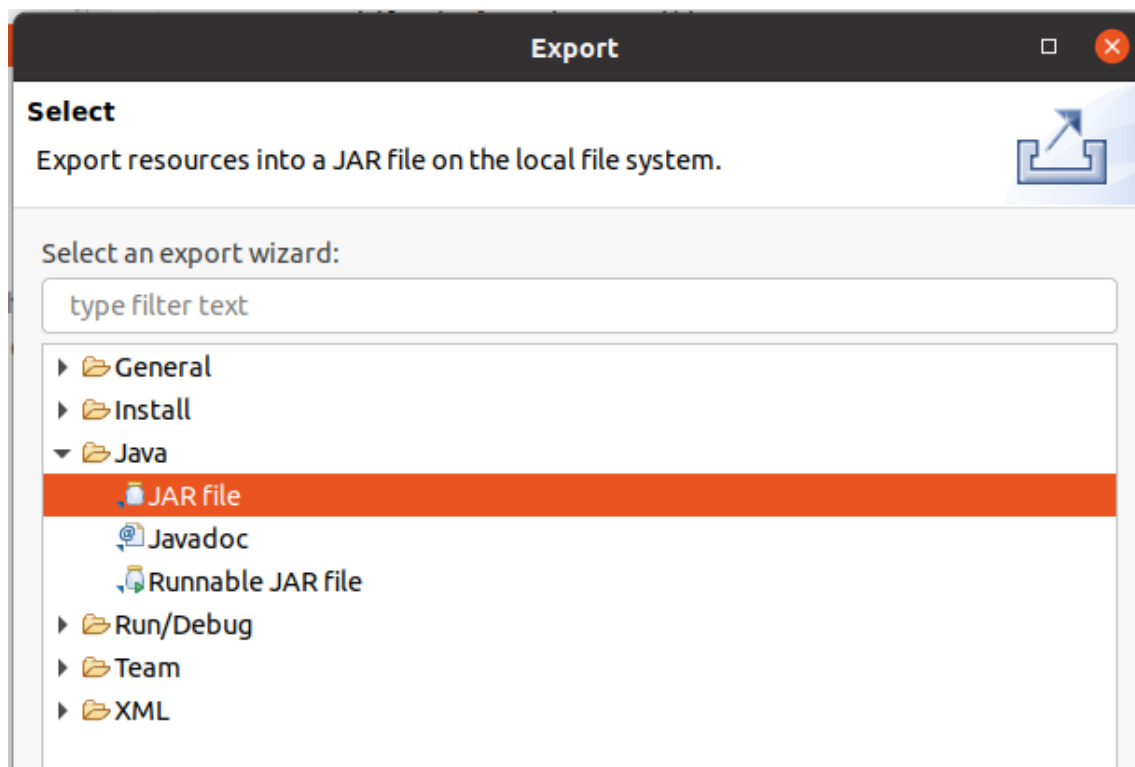 Export
Select
Export resources into a JAR file on the local file system.
Select an export wizard:
type filter text
General
Install
Java
JAR file
Javadoc
Runnable JAR file
Run/Debug
Team
XML